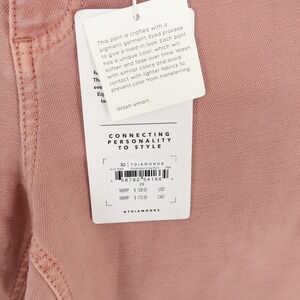 This pant is crafted with a
pigment garment dyed process
to give a lived-in look. Each pant
has a unique color, which will
soften and fade over time. Wash
with similar colors and avoid
contact with lighter fabrics to
prevent color from transferring.
Wash smart.
CONNECTING
PERSONALITY
TO STYLE
7DIAMONDS
29
MSRP $ 128.00 USD
MSRP CAD
#7DIAMONDS